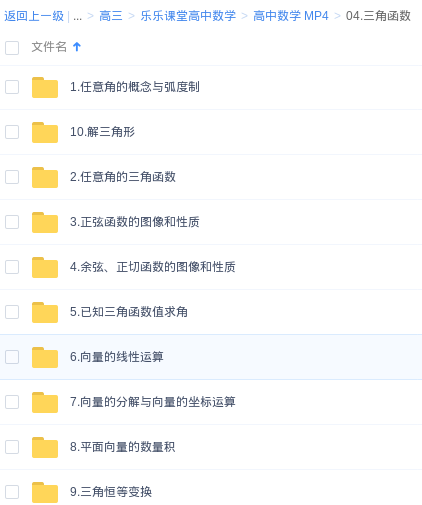 返回上一级 | ... > 高三 > 乐乐课堂高中数学 > 高中数学 MP4 > 04.三角函数
文件名
1.任意角的概念与弧度制
10.解三角形
2.任意角的三角函数
3.正弦函数的图像和性质
4.余弦、正切函数的图像和性质
5.已知三角函数值求角
6.向量的线性运算
7.向量的分解与向量的坐标运算
8.平面向量的数量积
9.三角恒等变换